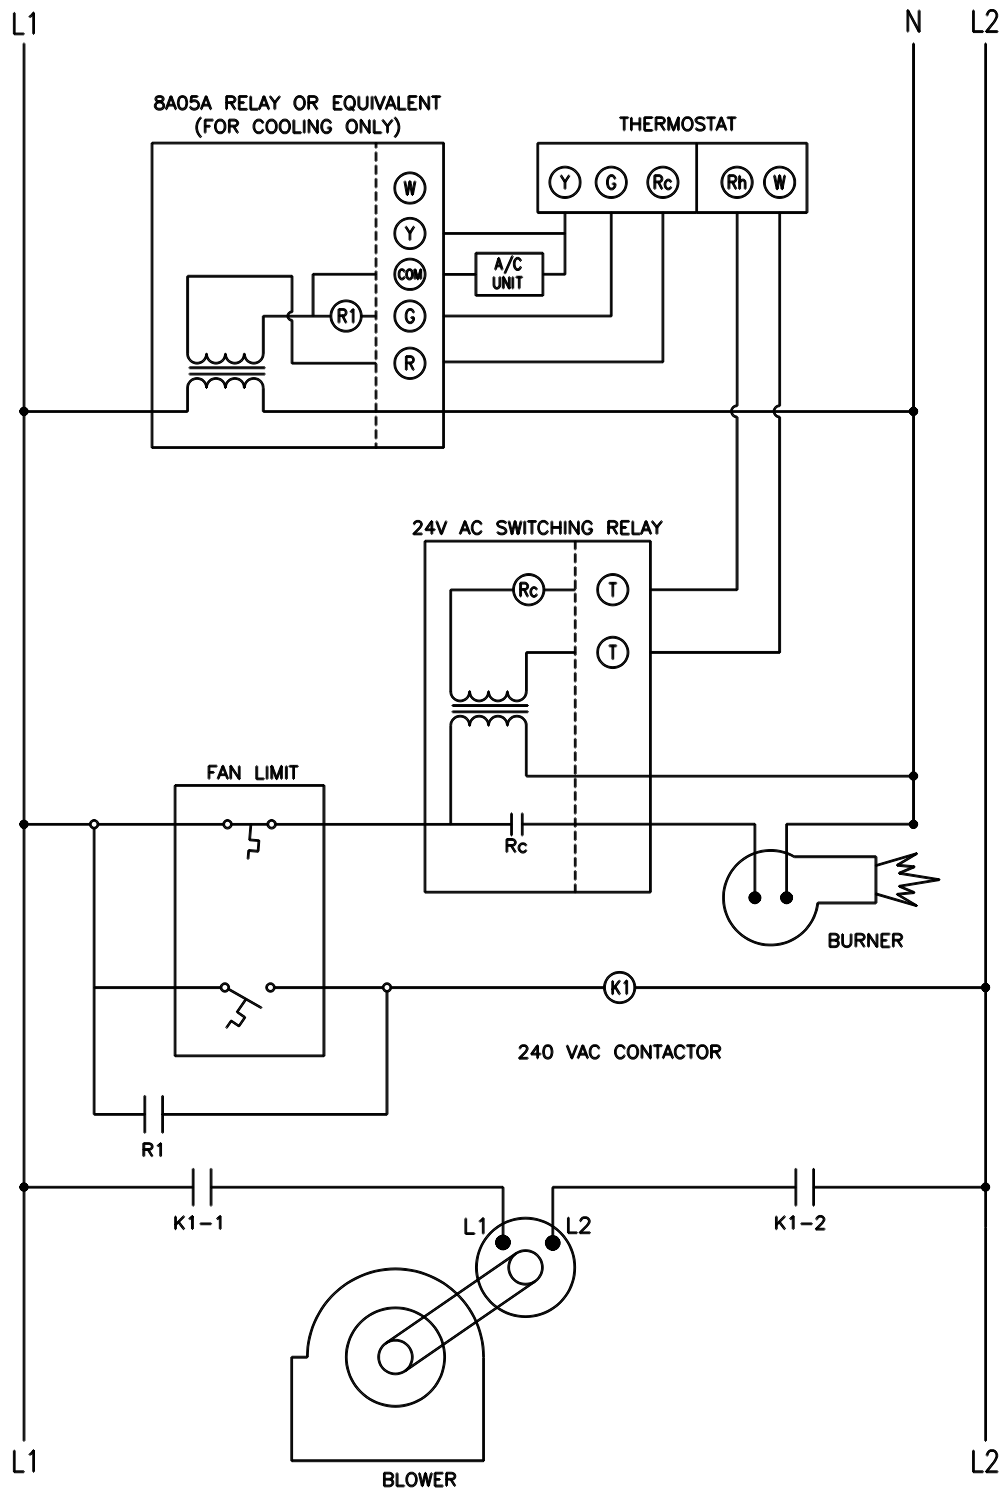 L1
N
L2
8A05A RELAY OR EQUIVALENT
(FOR COOLING ONLY)
THERMOSTAT
W
Y
G
Rc
Rh
W
Y
COM
A/C
UNIT
R1
G
R
24V AC SWITCHING RELAY
Rc
T
T
FAN LIMIT
Rc
BURNER
K1
240 VAC CONTACTOR
R1
K1-1
L1
L2
K1-2
L1
L2
BLOWER